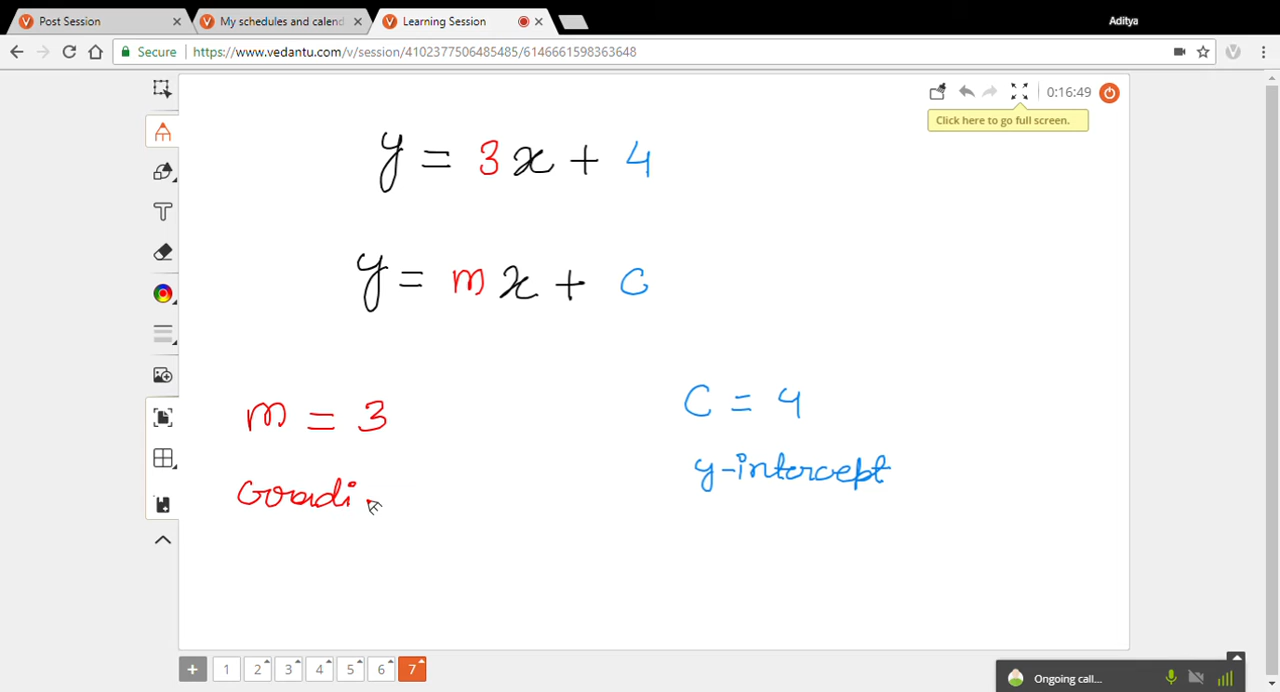 Post Session
My schedules and calend
Learning Session
Aditya
Secure
https://www.vedantu.com/v/session/4102377506485485/6146661598363648
0:16:49
Click here to go full screen.
y = 3x + 4
y = mx + c
m = 3
C = 4
y-intercept
Gradi
+ 1 2 3 4 5 6 7
Ongoing call...